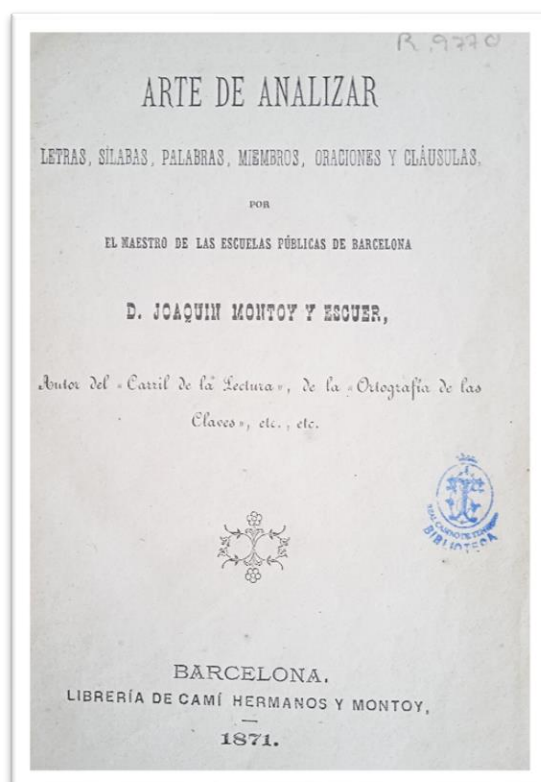 R. 9770
ARTE DE ANALIZAR
LETRAS, SÍLABAS, PALABRAS, MIEMBROS, ORACIONES Y CLÁUSULAS,
POR
EL MAESTRO DE LAS ESCUELAS PÚBLICAS DE BARCELONA
D. JOAQUIN MONTOY Y ESCUER,
Autor del «Carril de la Lectura», de la «Ortografía de las
Claves», etc., etc.
BIBLIOTECA
BARCELONA.
LIBRERÍA DE CAMÍ HERMANOS Y MONTOY,
1871.